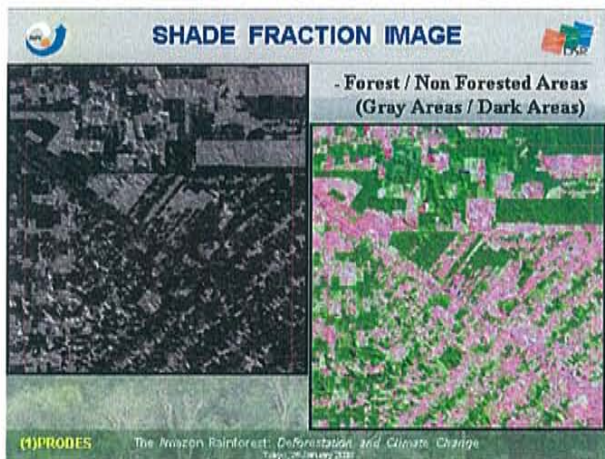 SHADE FRACTION IMAGE
- Forest / Non Forested Areas
(Gray Areas / Dark Areas)
(1)PRODES
The Amazon Rainforest: Deforestation and Climate Change